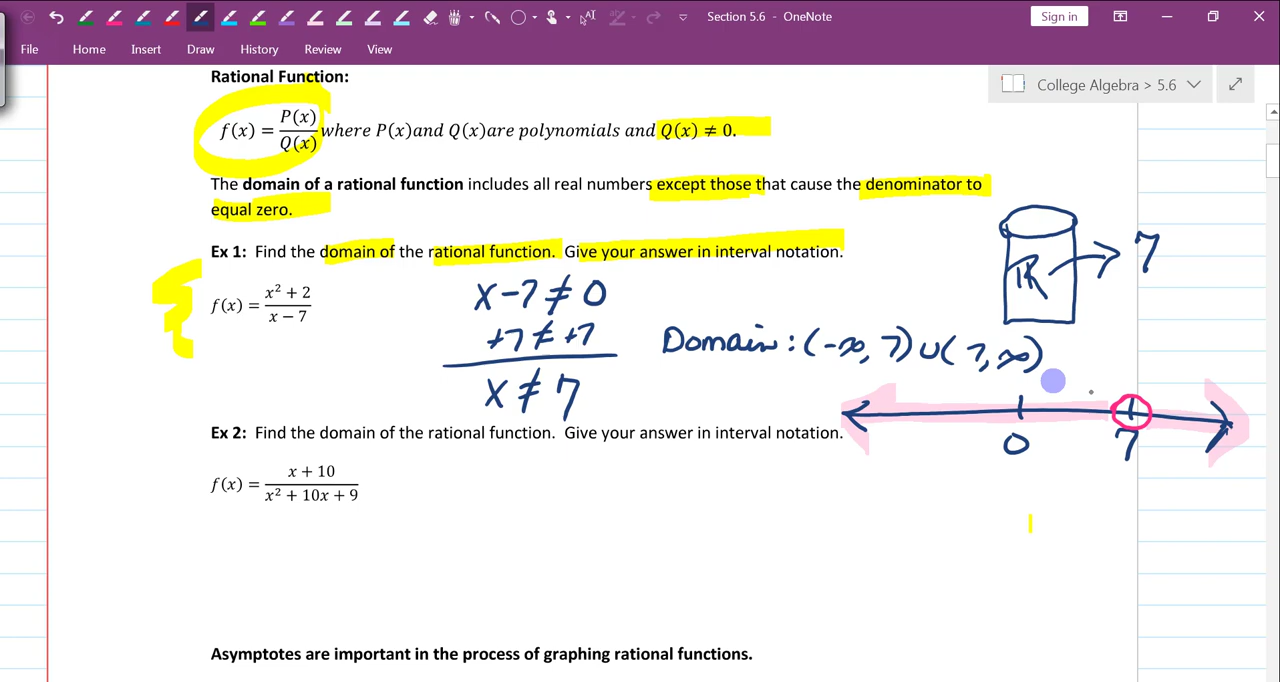 Section 5.6 - OneNote
Sign in
File Home Insert Draw History Review View
College Algebra > 5.6
Rational Function:
f(x) = P(x)/Q(x) where P(x)and Q(x)are polynomials and Q(x) ≠ 0.
The domain of a rational function includes all real numbers except those that cause the denominator to
equal zero.
Ex 1: Find the domain of the rational function. Give your answer in interval notation.
f(x) = x² + 2 / x − 7
x - 7 ≠ 0
+7 ≠ +7
x ≠ 7
ℝ → 7
Domain: (-∞, 7) ∪ (7, ∞)
0 7
Ex 2: Find the domain of the rational function. Give your answer in interval notation.
f(x) = x + 10 / x² + 10x + 9
Asymptotes are important in the process of graphing rational functions.